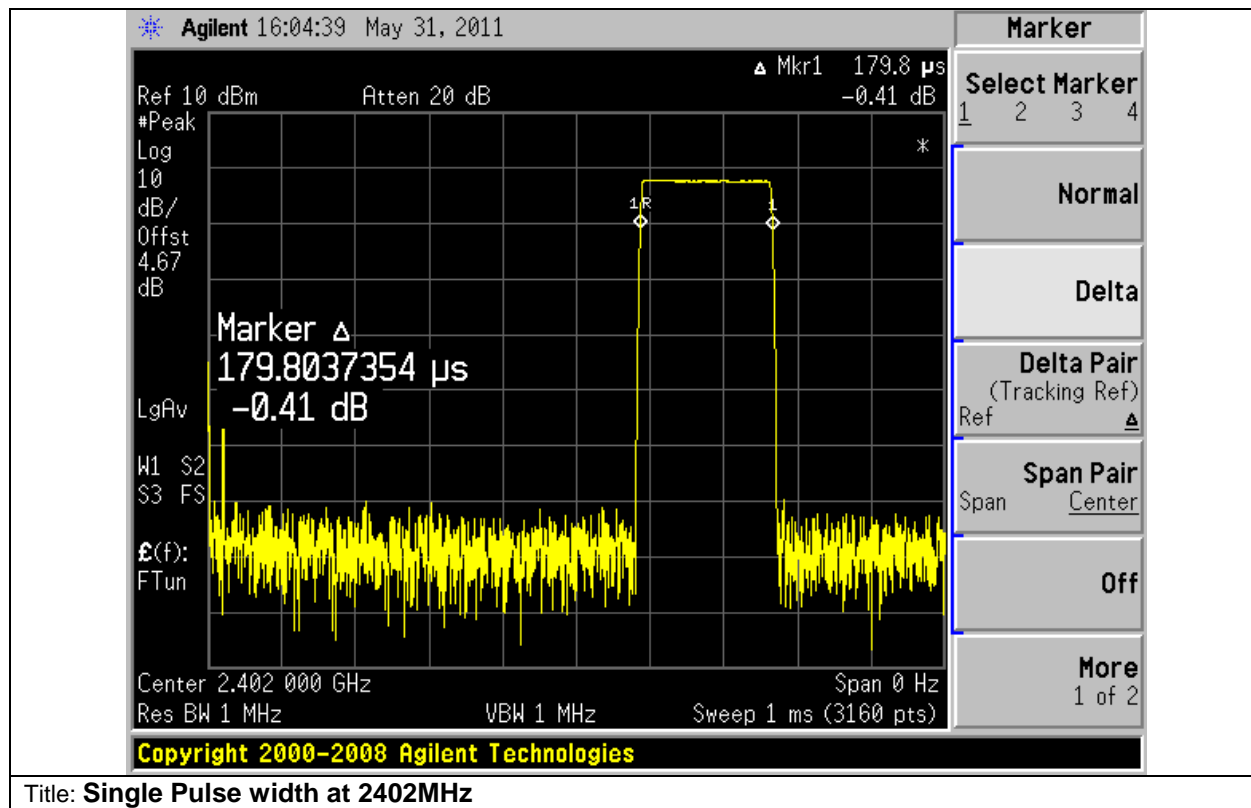 Agilent 16:04:39 May 31, 2011
Marker
Δ Mkr1 179.8 µs
Ref 10 dBm Atten 20 dB -0.41 dB
#Peak
Log
10
dB/
Offst
4.67
dB
*
1R
1
Marker Δ
179.8037354 µs
-0.41 dB
LgAv
W1 S2
S3 FS
£(f):
FTun
Center 2.402 000 GHz Span 0 Hz
Res BW 1 MHz VBW 1 MHz Sweep 1 ms (3160 pts)
Copyright 2000-2008 Agilent Technologies
Select Marker
1 2 3 4
Normal
Delta
Delta Pair
(Tracking Ref)
Ref Δ
Span Pair
Span Center
Off
More
1 of 2
Title: Single Pulse width at 2402MHz